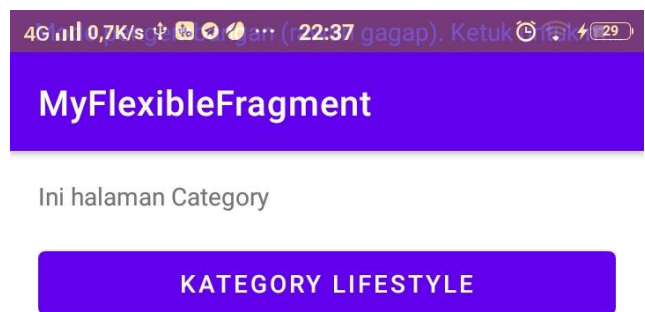 4G 0,7K/s ... 22:37 gagap). Ketuk 29
MyFlexibleFragment
Ini halaman Category
KATEGORY LIFESTYLE